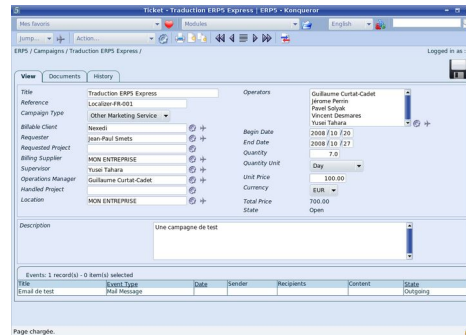 Ticket - Traduction ERP5 Express | ERP5 - Konqueror
Mes favoris Modules English
Jump... Action...
ERP5 / Campaigns / Traduction ERP5 Express / Logged in as :
View Documents History
Title Traduction ERP5 Express
Reference Localizer-FR-001
Campaign Type Other Marketing Service
Billable Client Nexedi
Requester Jean-Paul Smets
Requested Project
Billing Supplier MON ENTREPRISE
Supervisor Yusei Tahara
Operations Manager Guillaume Curtat-Cadet
Handled Project
Location MON ENTREPRISE
Operators Guillaume Curtat-Cadet
Jérome Perrin
Pavel Solyak
Vincent Desmares
Yusei Tahara
Begin Date 2008 / 10 / 20
End Date 2008 / 10 / 27
Quantity 7.0
Quantity Unit Day
Unit Price 100.00
Currency EUR
Total Price 700.00
State Open
Description Une campagne de test
Events: 1 record(s) - 0 item(s) selected
Title Event Type Date Sender Recipients Content State
Email de test Mail Message Outgoing
Page chargée.